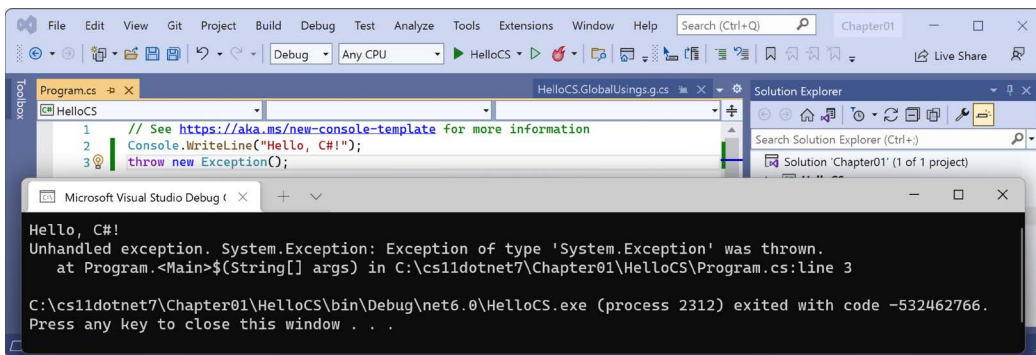 File Edit View Git Project Build Debug Test Analyze Tools Extensions Window Help Search (Ctrl+Q) Chapter01
Debug Any CPU HelloCS Live Share
Toolbox
Program.cs HelloCS.GlobalUsings.g.cs Solution Explorer
C# HelloCS
Search Solution Explorer (Ctrl+;)
1 // See https://aka.ms/new-console-template for more information
2 Console.WriteLine("Hello, C#!");
3 throw new Exception();
Solution 'Chapter01' (1 of 1 project)
Microsoft Visual Studio Debug
Hello, C#!
Unhandled exception. System.Exception: Exception of type 'System.Exception' was thrown.
at Program.<Main>$(String[] args) in C:\cs11dotnet7\Chapter01\HelloCS\Program.cs:line 3
C:\cs11dotnet7\Chapter01\HelloCS\bin\Debug\net6.0\HelloCS.exe (process 2312) exited with code -532462766.
Press any key to close this window . . .